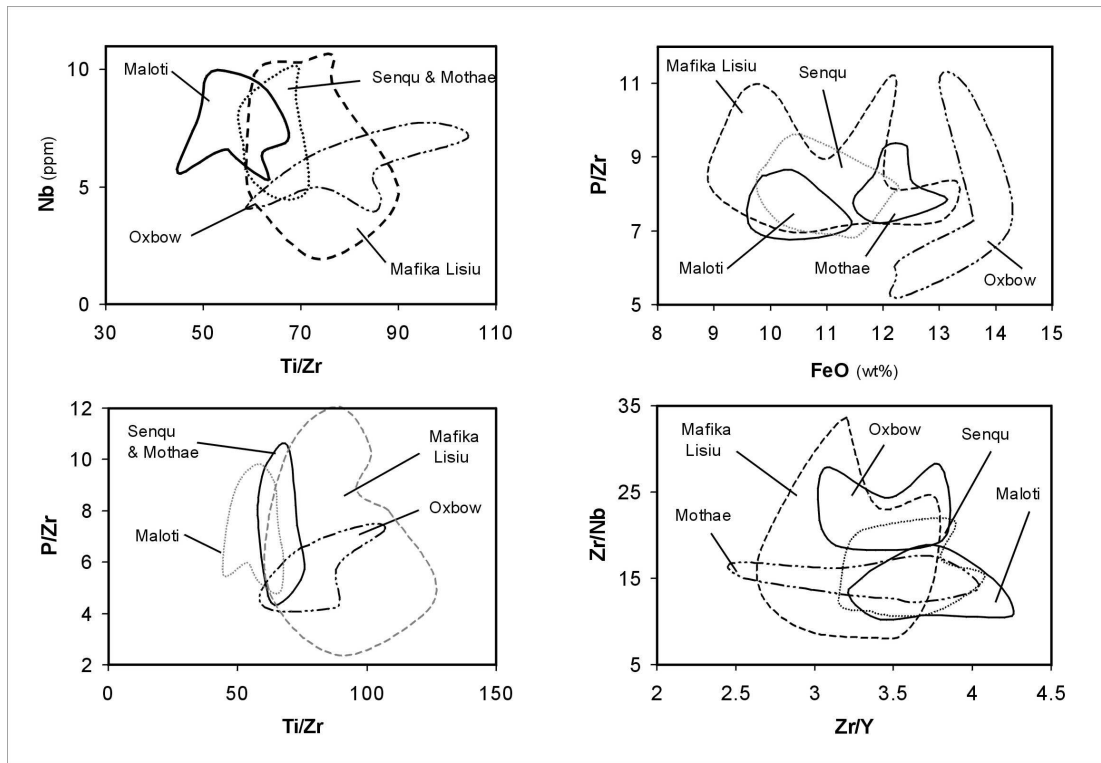 10
5
0
Nb (ppm)
Maloti
Senqu & Mothae
Oxbow
Mafika Lisiu
30 50 70 90 110
Ti/Zr
11
9
7
5
P/Zr
Mafika Lisiu
Senqu
Maloti
Mothae
Oxbow
8 9 10 11 12 13 14 15
FeO (wt%)
12
10
8
6
4
2
P/Zr
Senqu
& Mothae
Mafika
Lisiu
Oxbow
Maloti
0 50 100 150
Ti/Zr
35
25
15
5
Zr/Nb
Mafika
Lisiu
Oxbow
Senqu
Mothae
Maloti
2 2.5 3 3.5 4 4.5
Zr/Y